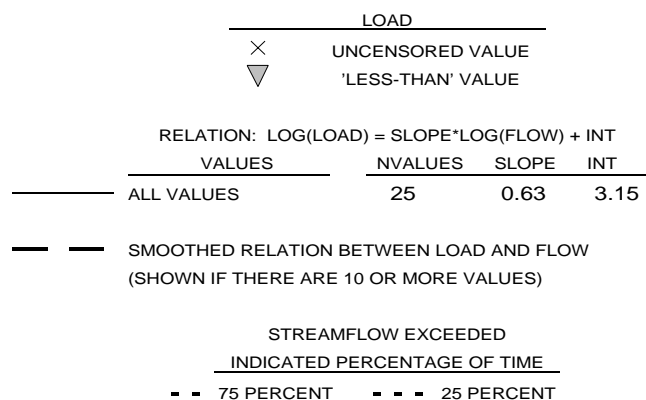 LOAD
UNCENSORED VALUE
'LESS-THAN' VALUE
RELATION: LOG(LOAD) = SLOPE*LOG(FLOW) + INT
VALUES NVALUES SLOPE INT
ALL VALUES 25 0.63 3.15
SMOOTHED RELATION BETWEEN LOAD AND FLOW
(SHOWN IF THERE ARE 10 OR MORE VALUES)
STREAMFLOW EXCEEDED
INDICATED PERCENTAGE OF TIME
75 PERCENT 25 PERCENT